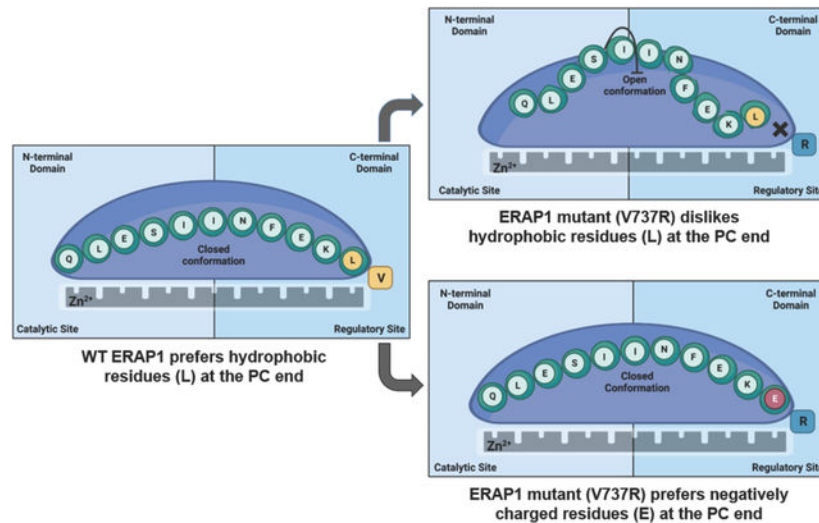 N-terminal Domain
C-terminal Domain
Q L E S I I N F E K L
Closed conformation
V
Zn2+
Catalytic Site
Regulatory Site
WT ERAP1 prefers hydrophobic
residues (L) at the PC end
N-terminal
Domain
C-terminal
Domain
Q L E S I I N F E K L
Open
conformation
R
Zn2+
Catalytic Site
Regulatory Site
ERAP1 mutant (V737R) dislikes
hydrophobic residues (L) at the PC end
N-terminal
Domain
C-terminal
Domain
Q L E S I I N F E K E
Closed
Conformation
R
Zn2+
Catalytic Site
Regulatory Site
ERAP1 mutant (V737R) prefers negatively
charged residues (E) at the PC end